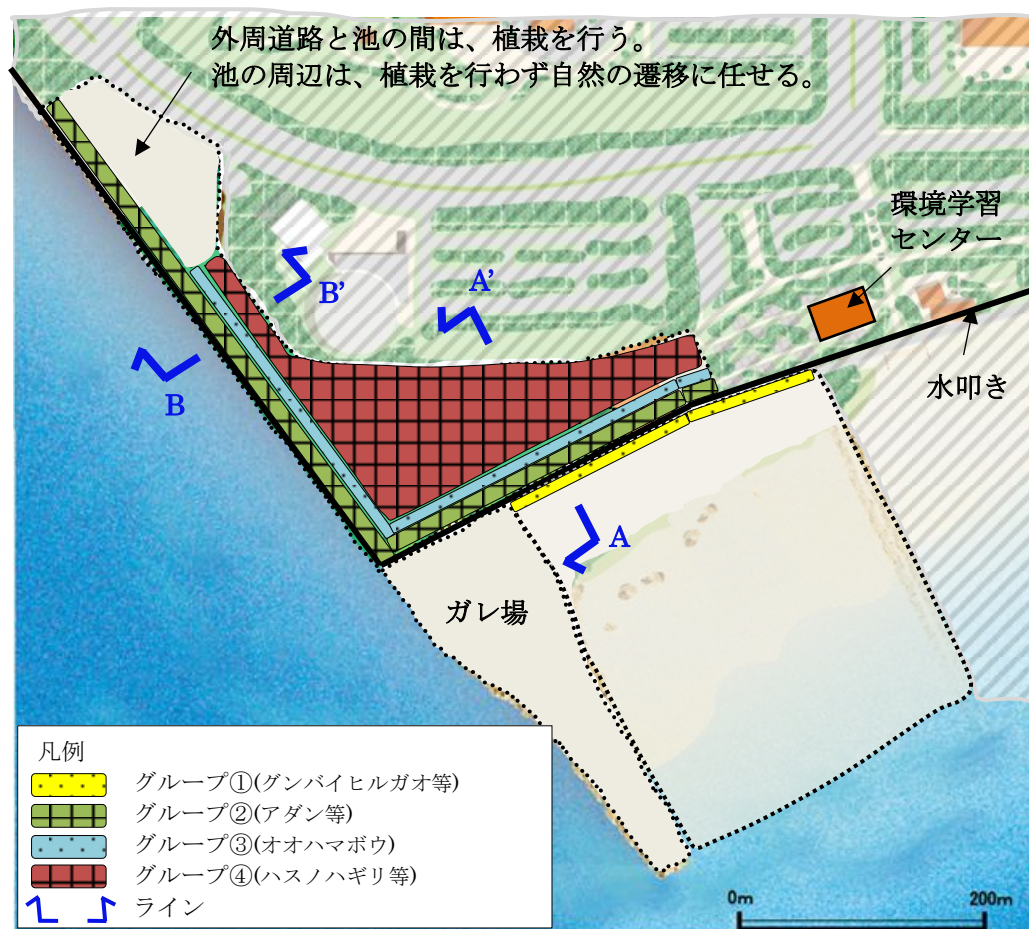 外周道路と池の間は、植栽を行う。
池の周辺は、植栽を行わず自然の遷移に任せる。
環境学習
センター
B’
A’
水叩き
B
A
ガレ場
凡例
グループ①(グンバイヒルガオ等)
グループ②(アダン等)
グループ③(オオハマボウ)
グループ④(ハスノハギリ等)
ライン
0m 200m